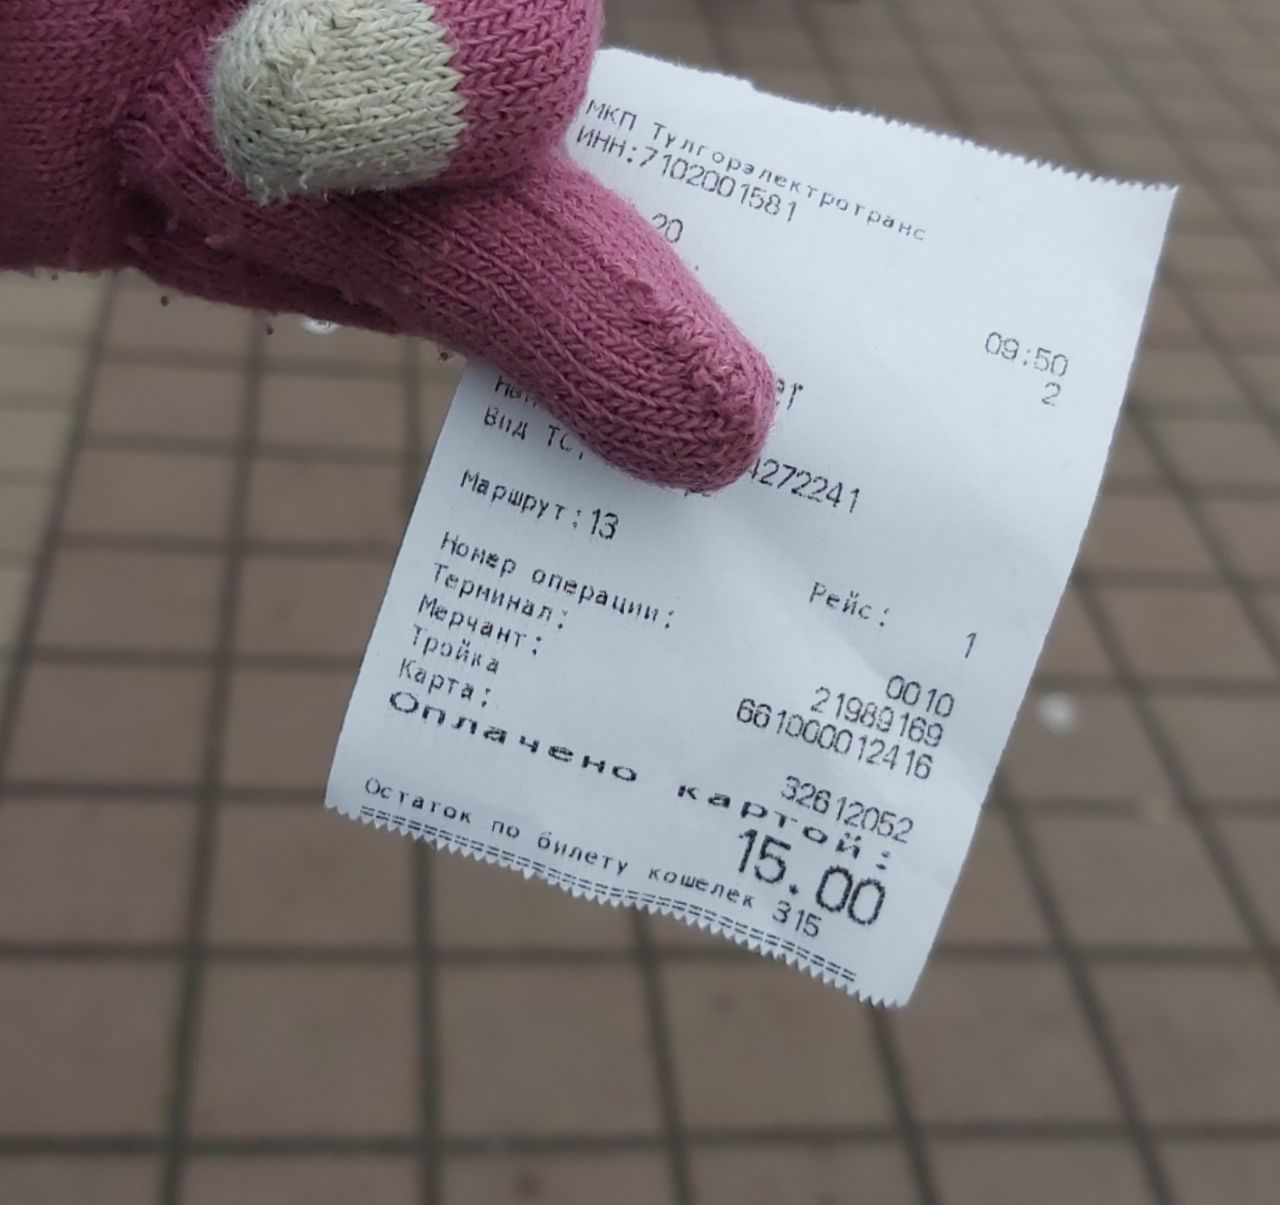 МКП Тулгорэлектротранс
ИНН:7102001581
20
09:50
2
Вид ТС:
4272241
Маршрут:13
Рейс: 1
Номер операции: 0010
Терминал: 21989169
Мерчант: 661000012416
Тройка
Карта: 32612052
Оплачено картой:
15.00
Остаток по билету кошелек 315